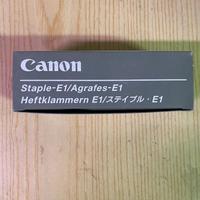 Canon
Staple-E1/Agrafes-E1
Heftklammern E1/ステイプル・E1